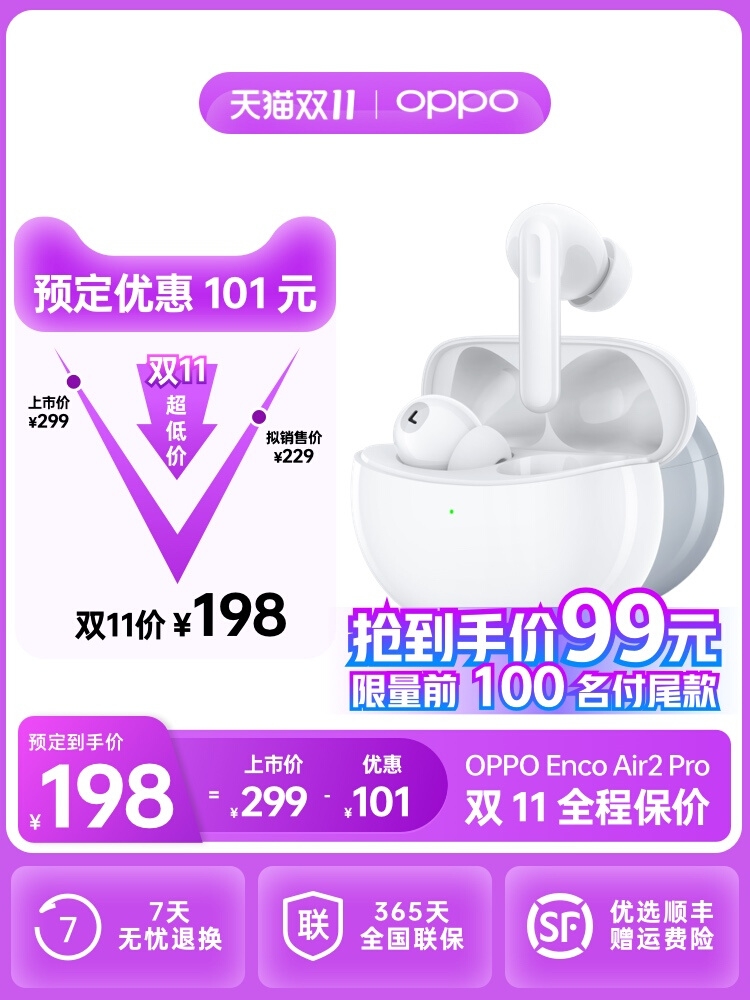 天猫双11 | OPPO
预定优惠 101 元
双11
超
低
价
上市价
¥299
拟销售价
¥229
双11价 ¥198
L
抢到手价99元
限量前 100 名付尾款
预定到手价
¥198
=
上市价
¥299
-
优惠
¥101
OPPO Enco Air2 Pro
双 11 全程保价
7
7天
无忧退换
联
365天
全国联保
SF
优选顺丰
赠运费险